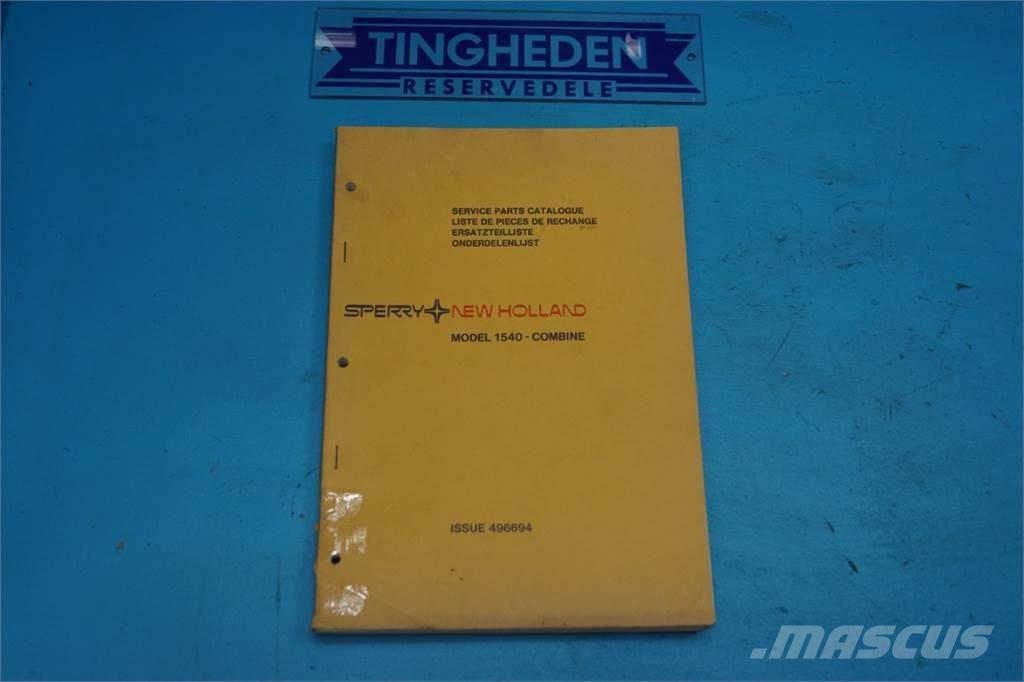 TINGHEDEN
RESERVEDELE
SERVICE PARTS CATALOGUE
LISTE DE PIECES DE RECHANGE
ERSATZTEILLISTE
ONDERDELENLIJST
SPERRY NEW HOLLAND
MODEL 1540 - COMBINE
ISSUE 496694
.MASCUS